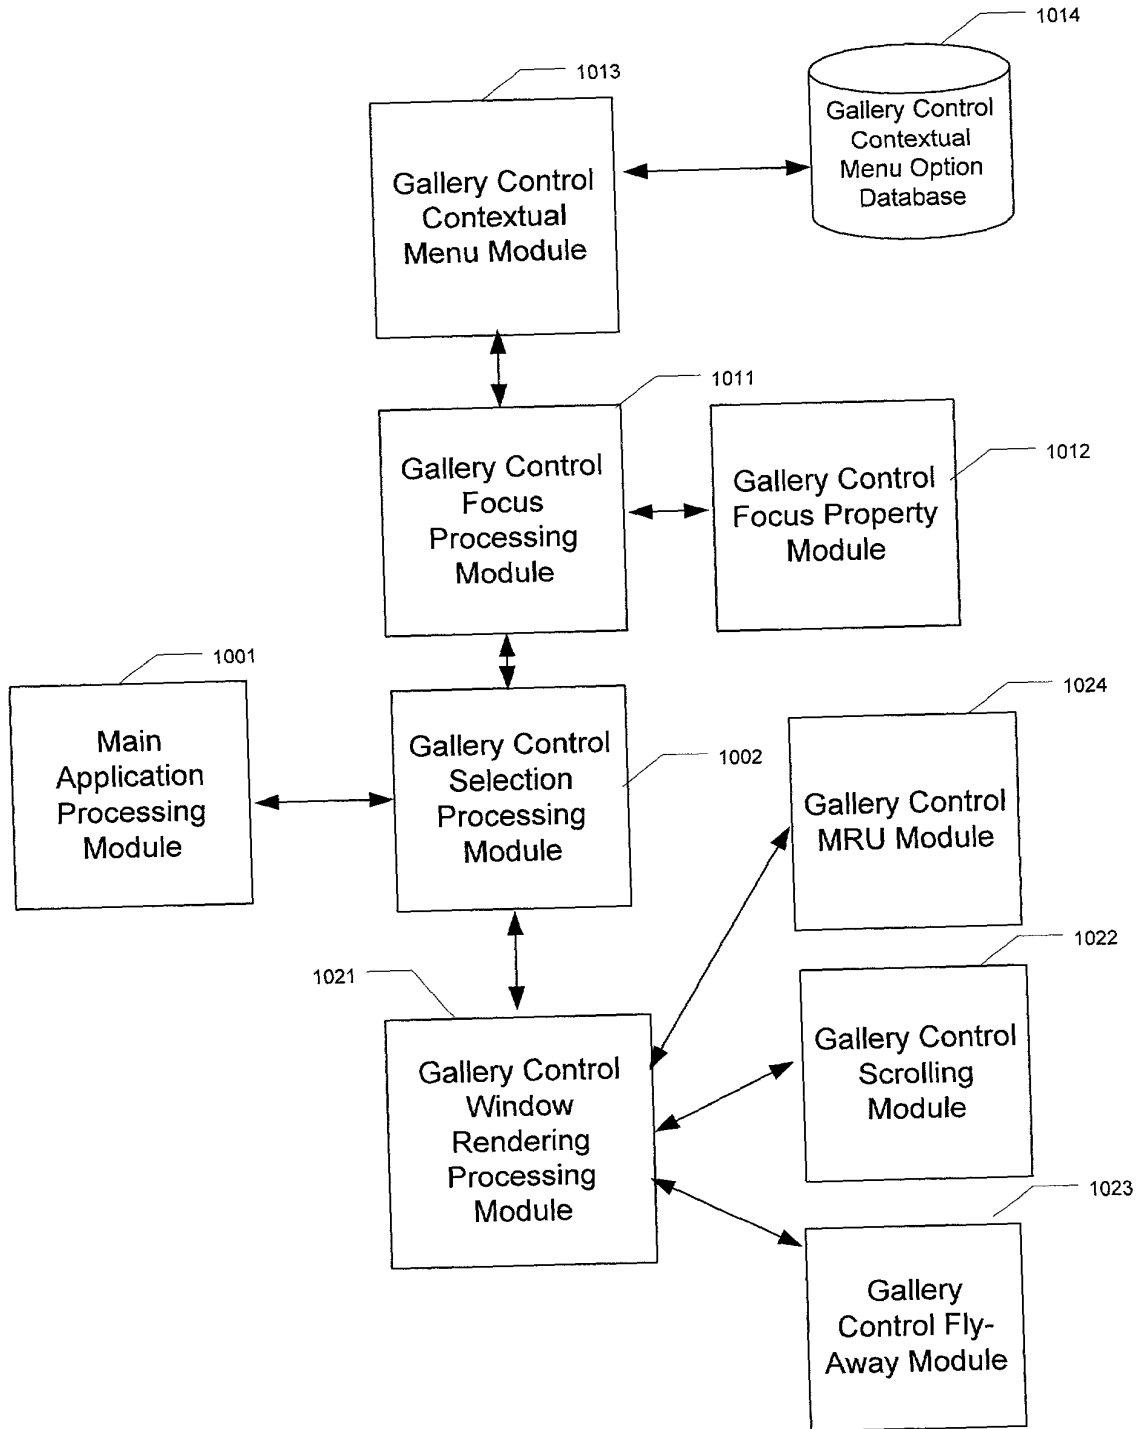 1014
1013
Gallery Control
Contextual
Menu Option
Database
Gallery Control
Contextual
Menu Module
1011
1012
Gallery Control
Focus
Processing
Module
Gallery Control
Focus Property
Module
1001
1024
Main
Application
Processing
Module
Gallery Control
Selection
Processing
Module
1002
Gallery Control
MRU Module
1022
1021
Gallery Control
Window
Rendering
Processing
Module
Gallery Control
Scrolling
Module
1023
Gallery
Control Fly-
Away Module